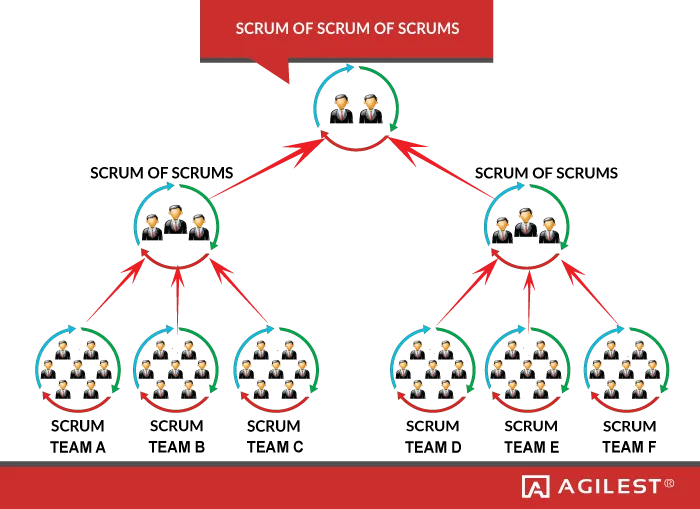 SCRUM OF SCRUM OF SCRUMS
SCRUM OF SCRUMS
SCRUM OF SCRUMS
SCRUM
TEAM A
SCRUM
TEAM B
SCRUM
TEAM C
SCRUM
TEAM D
SCRUM
TEAM E
SCRUM
TEAM F
AGILEST®